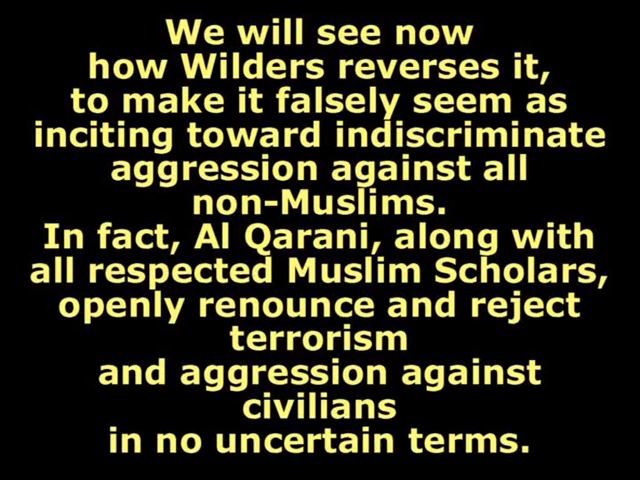 We will see now
how Wilders reverses it,
to make it falsely seem as
inciting toward indiscriminate
aggression against all
non-Muslims.
In fact, Al Qarani, along with
all respected Muslim Scholars,
openly renounce and reject
terrorism
and aggression against
civilians
in no uncertain terms.